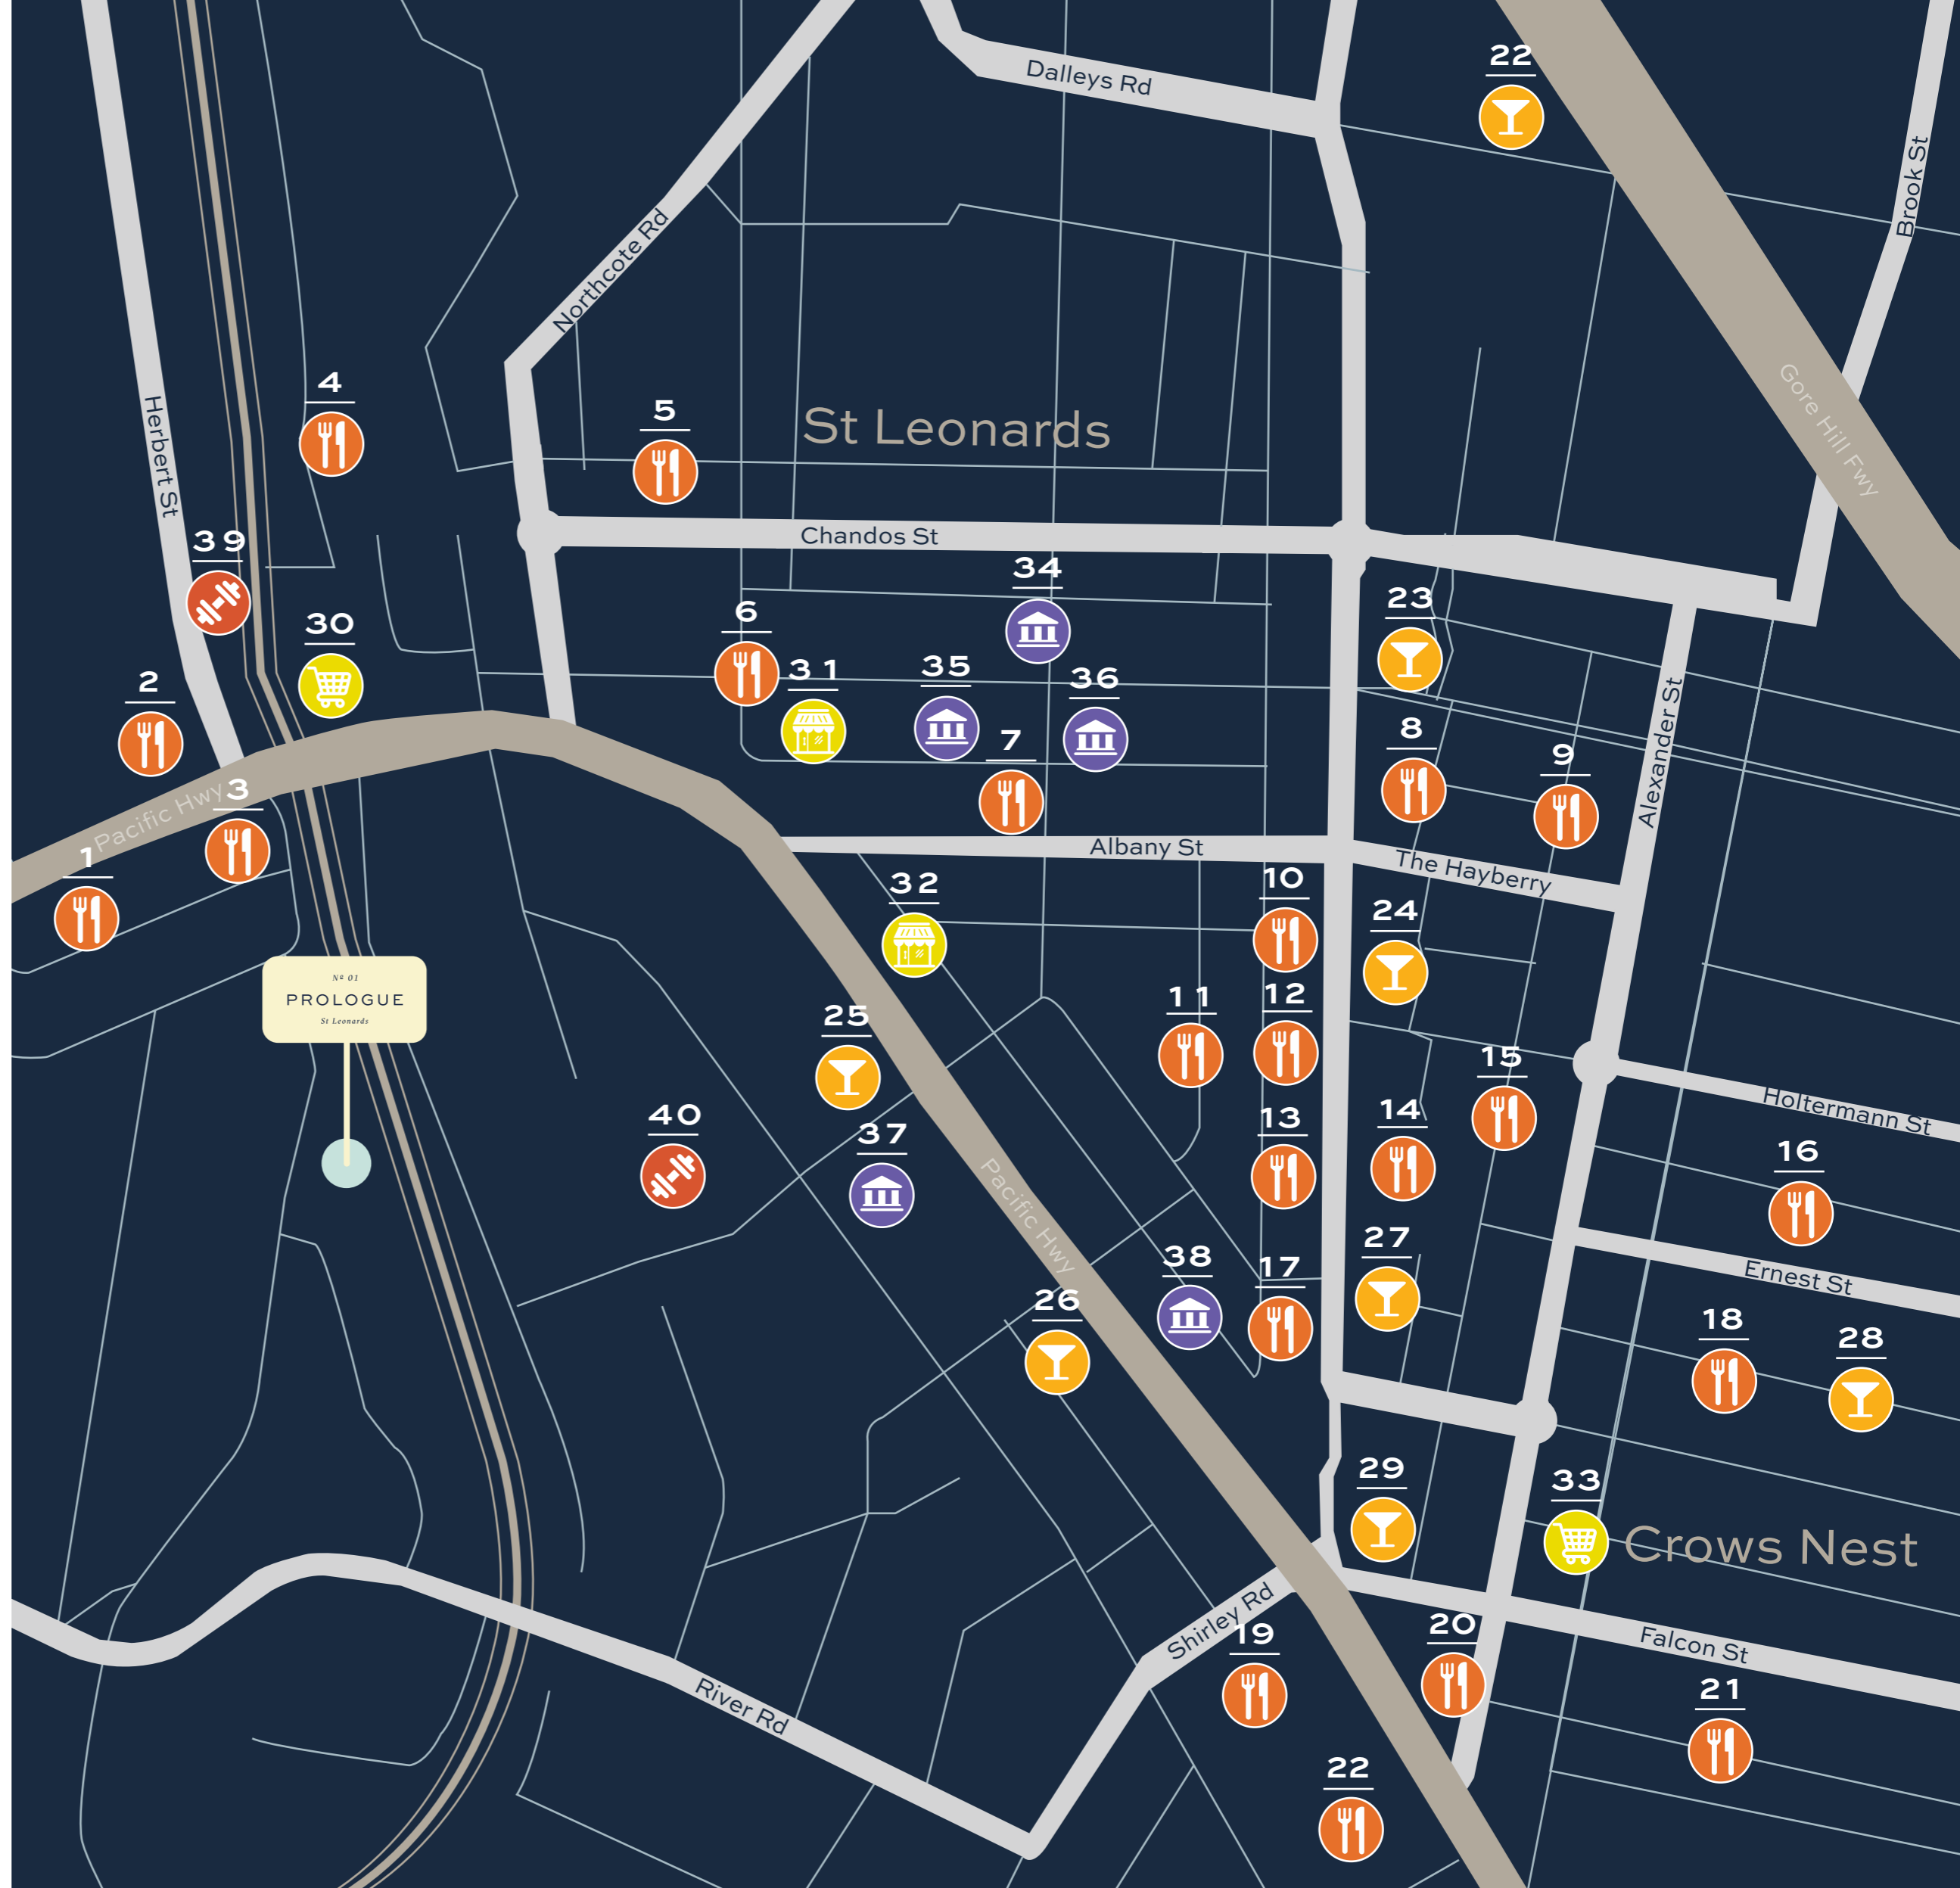 22
Dalleys Rd
Brook St
Northcote Rd
Gore Hill Fwy
4
5
St Leonards
Herbert St
39
Chandos St
34
23
30
6
31
35
36
2
7
8
9
Alexander St
3
Pacific Hwy
1
Albany St
The Hayberry
32
10
24
Nº 01
PROLOGUE
St Leonards
25
11
12
15
Holtermann St
40
37
13
14
16
Pacific Hwy
38
17
27
Ernest St
26
18
28
29
33
Crows Nest
Shirley Rd
19
20
Falcon St
River Rd
21
22